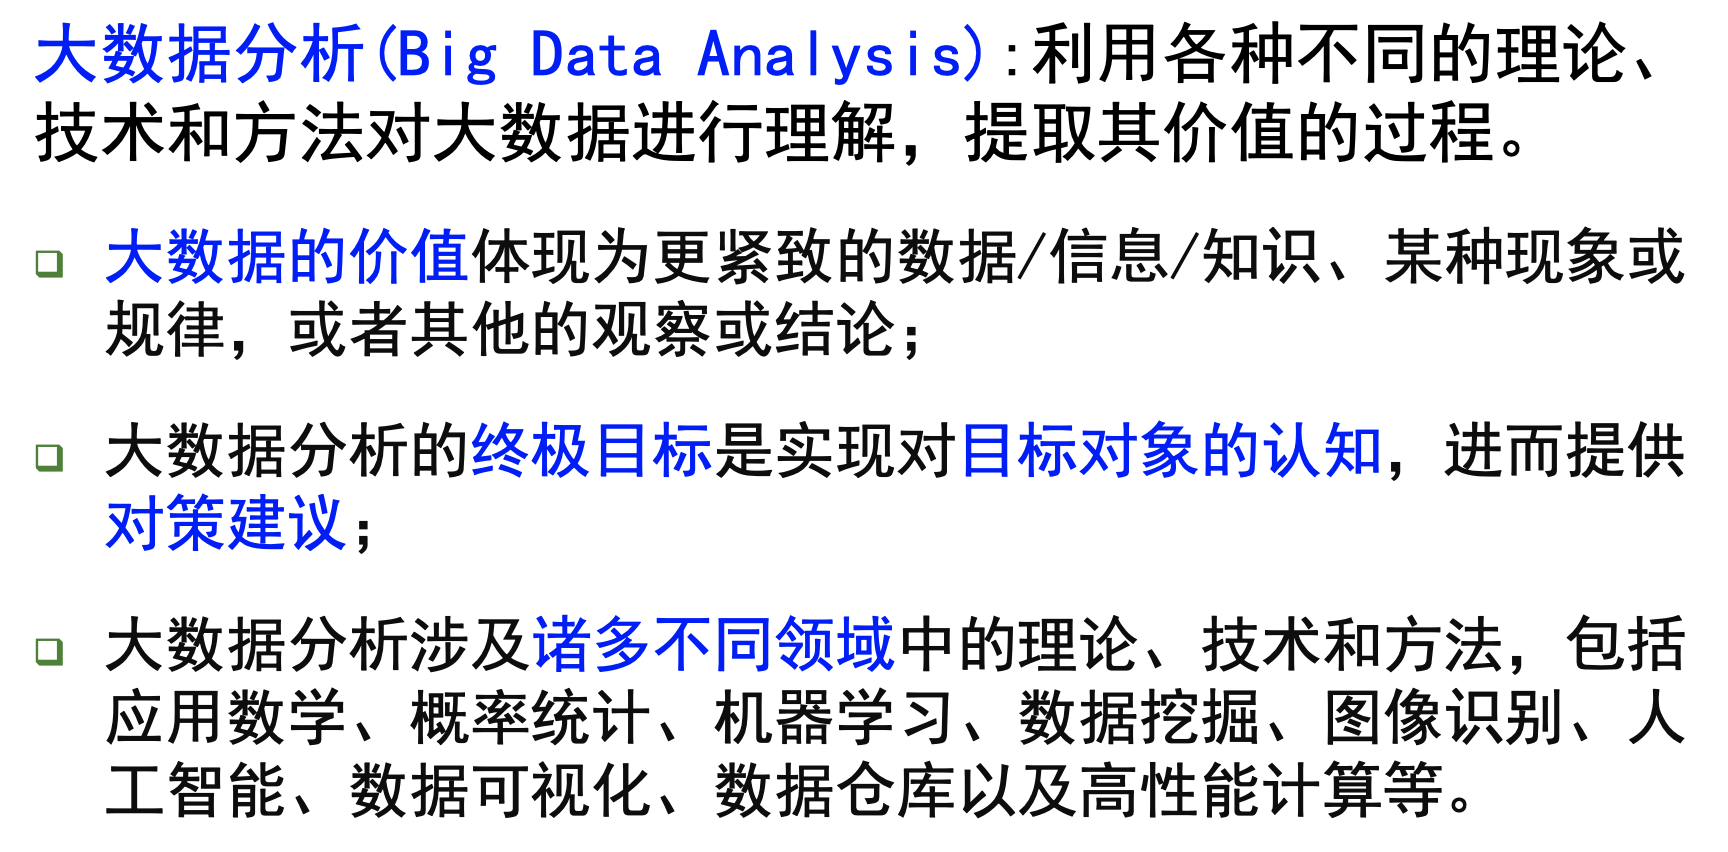 大数据分析(Big Data Analysis):利用各种不同的理论、
技术和方法对大数据进行理解，提取其价值的过程。
大数据的价值体现为更紧致的数据/信息/知识、某种现象或
规律，或者其他的观察或结论；
大数据分析的终极目标是实现对目标对象的认知，进而提供
对策建议；
大数据分析涉及诸多不同领域中的理论、技术和方法，包括
应用数学、概率统计、机器学习、数据挖掘、图像识别、人
工智能、数据可视化、数据仓库以及高性能计算等。